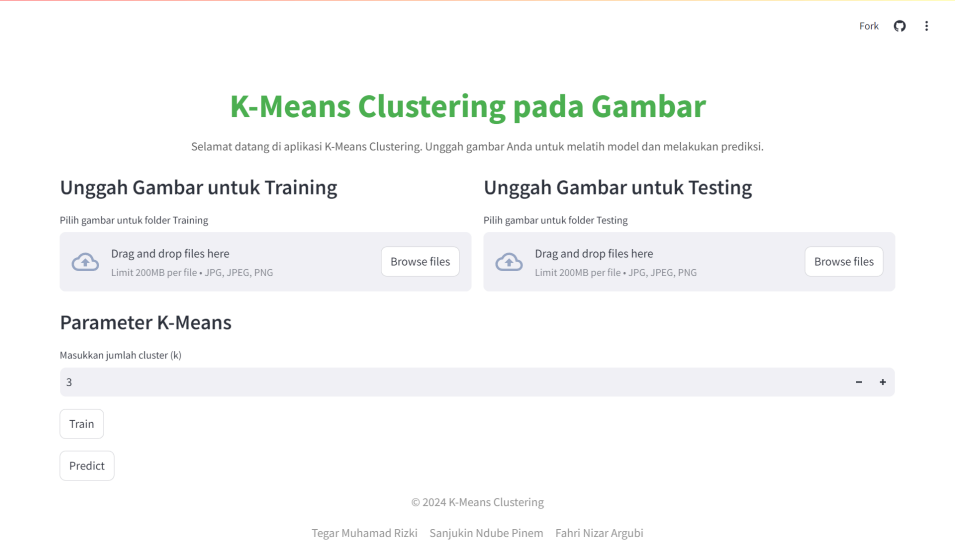 Fork
K-Means Clustering pada Gambar
Selamat datang di aplikasi K-Means Clustering. Unggah gambar Anda untuk melatih model dan melakukan prediksi.
Unggah Gambar untuk Training
Pilih gambar untuk folder Training
Drag and drop files here
Limit 200MB per file • JPG, JPEG, PNG
Browse files
Unggah Gambar untuk Testing
Pilih gambar untuk folder Testing
Drag and drop files here
Limit 200MB per file • JPG, JPEG, PNG
Browse files
Parameter K-Means
Masukkan jumlah cluster (k)
3
Train
Predict
© 2024 K-Means Clustering
Tegar Muhamad Rizki Sanjukin Ndube Pinem Fahri Nizar Argubi